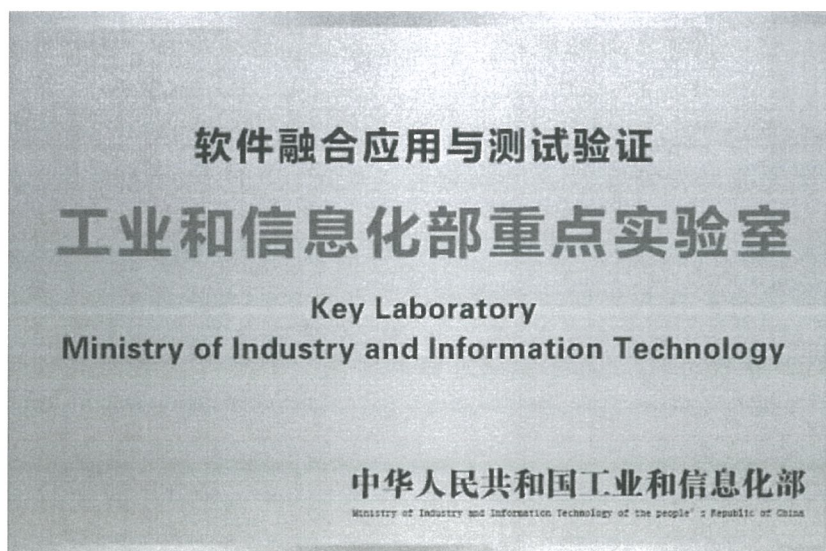 软件融合应用与测试验证
工业和信息化部重点实验室
Key Laboratory
Ministry of Industry and Information Technology
中华人民共和国工业和信息化部
Ministry of Industry and Information Technology of the people's Republic of China